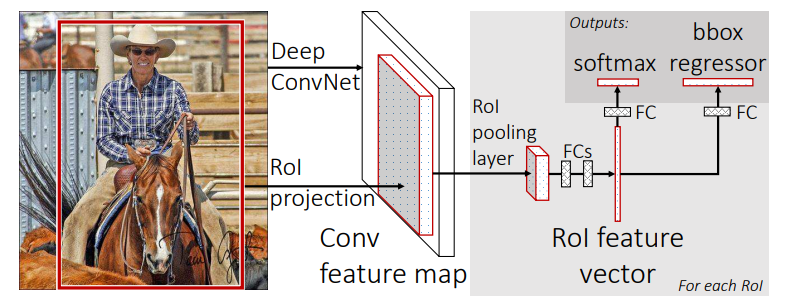 Deep
ConvNet
RoI
projection
Conv
feature map
RoI
pooling
layer
FCs
RoI feature
vector
For each RoI
Outputs:
softmax
bbox
regressor
FC
FC